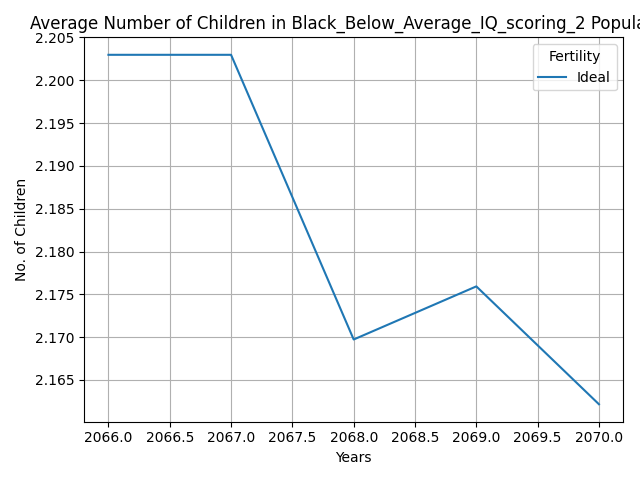 Average Number of Children in Black_Below_Average_IQ_scoring_2 Popula
2.205
2.200
2.195
2.190
2.185
2.180
2.175
2.170
2.165
No. of Children
Fertility
Ideal
2066.0 2066.5 2067.0 2067.5 2068.0 2068.5 2069.0 2069.5 2070.0
Years